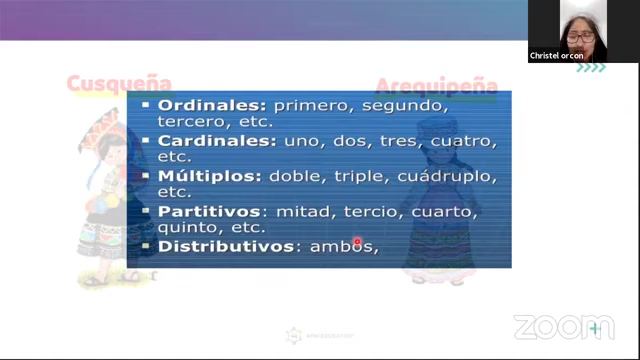 Christel orcon
Cusqueña
Arequipeña
Ordinales: primero, segundo,
tercero, etc.
Cardinales: uno, dos, tres, cuatro,
etc.
Múltiplos: doble, triple, cuádruplo,
etc.
Partitivos: mitad, tercio, cuarto,
quinto, etc.
Distributivos: ambos,
zoom